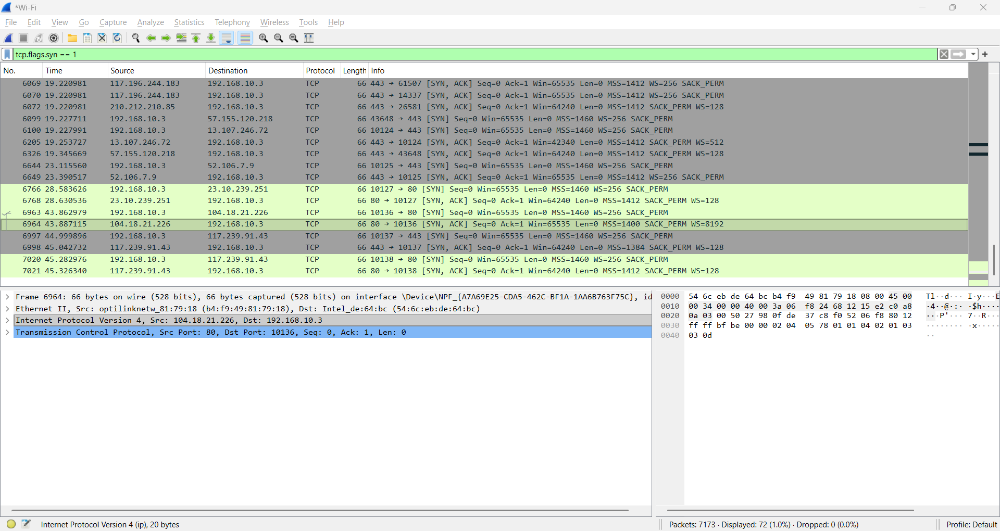 *Wi-Fi
File Edit View Go Capture Analyze Statistics Telephony Wireless Tools Help
tcp.flags.syn == 1
No. Time Source Destination Protocol Length Info
6069 19.220981 117.196.244.183 192.168.10.3 TCP 66 443 → 61507 [SYN, ACK] Seq=0 Ack=1 Win=65535 Len=0 MSS=1412 WS=256 SACK_PERM
6070 19.220981 117.196.244.183 192.168.10.3 TCP 66 443 → 14337 [SYN, ACK] Seq=0 Ack=1 Win=65535 Len=0 MSS=1412 WS=256 SACK_PERM
6072 19.220981 210.212.210.85 192.168.10.3 TCP 66 443 → 26581 [SYN, ACK] Seq=0 Ack=1 Win=64240 Len=0 MSS=1412 SACK_PERM WS=128
6099 19.227711 192.168.10.3 57.155.120.218 TCP 66 43648 → 443 [SYN] Seq=0 Win=65535 Len=0 MSS=1460 WS=256 SACK_PERM
6100 19.227991 192.168.10.3 13.107.246.72 TCP 66 10124 → 443 [SYN] Seq=0 Win=65535 Len=0 MSS=1460 WS=256 SACK_PERM
6205 19.253727 13.107.246.72 192.168.10.3 TCP 66 443 → 10124 [SYN, ACK] Seq=0 Ack=1 Win=42340 Len=0 MSS=1412 SACK_PERM WS=512
6326 19.345669 57.155.120.218 192.168.10.3 TCP 66 443 → 43648 [SYN, ACK] Seq=0 Ack=1 Win=64240 Len=0 MSS=1412 SACK_PERM WS=128
6644 23.115560 192.168.10.3 52.106.7.9 TCP 66 10125 → 443 [SYN] Seq=0 Win=65535 Len=0 MSS=1460 WS=256 SACK_PERM
6649 23.390517 52.106.7.9 192.168.10.3 TCP 66 443 → 10125 [SYN, ACK] Seq=0 Ack=1 Win=65535 Len=0 MSS=1412 WS=256 SACK_PERM
6766 28.583626 192.168.10.3 23.10.239.251 TCP 66 10127 → 80 [SYN] Seq=0 Win=65535 Len=0 MSS=1460 WS=256 SACK_PERM
6768 28.630536 23.10.239.251 192.168.10.3 TCP 66 80 → 10127 [SYN, ACK] Seq=0 Ack=1 Win=64240 Len=0 MSS=1412 SACK_PERM WS=128
6963 43.862979 192.168.10.3 104.18.21.226 TCP 66 10136 → 80 [SYN] Seq=0 Win=65535 Len=0 MSS=1460 WS=256 SACK_PERM
6964 43.887115 104.18.21.226 192.168.10.3 TCP 66 80 → 10136 [SYN, ACK] Seq=0 Ack=1 Win=65535 Len=0 MSS=1400 SACK_PERM WS=8192
6997 44.999896 192.168.10.3 117.239.91.43 TCP 66 10137 → 443 [SYN] Seq=0 Win=65535 Len=0 MSS=1460 WS=256 SACK_PERM
6998 45.042732 117.239.91.43 192.168.10.3 TCP 66 443 → 10137 [SYN, ACK] Seq=0 Ack=1 Win=64240 Len=0 MSS=1384 SACK_PERM WS=128
7020 45.282976 192.168.10.3 117.239.91.43 TCP 66 10138 → 80 [SYN] Seq=0 Win=65535 Len=0 MSS=1460 WS=256 SACK_PERM
7021 45.326340 117.239.91.43 192.168.10.3 TCP 66 80 → 10138 [SYN, ACK] Seq=0 Ack=1 Win=64240 Len=0 MSS=1412 SACK_PERM WS=128
Frame 6964: 66 bytes on wire (528 bits), 66 bytes captured (528 bits) on interface \Device\NPF_{A7A69E25-CDA5-462C-BF1A-1AA6B763F75C}, id
Ethernet II, Src: optilinknetw_81:79:18 (b4:f9:49:81:79:18), Dst: Intel_de:64:bc (54:6c:eb:de:64:bc)
Internet Protocol Version 4, Src: 104.18.21.226, Dst: 192.168.10.3
Transmission Control Protocol, Src Port: 80, Dst Port: 10136, Seq: 0, Ack: 1, Len: 0
0000 54 6c eb de 64 bc b4 f9 49 81 79 18 08 00 45 00 Tl··d··· I·y···E
0010 00 34 00 00 40 00 3a 06 f8 24 68 12 15 e2 c0 a8 ·4··@·:· ·$h····
0020 0a 03 00 50 27 98 0f de 37 c8 f0 52 06 f8 80 12 ···P'··· 7··R···
0030 ff ff bf be 00 00 02 04 05 78 01 01 04 02 01 03 ········ ·x·····
0040 03 0d ··
Internet Protocol Version 4 (ip), 20 bytes
Packets: 7173 · Displayed: 72 (1.0%) · Dropped: 0 (0.0%)
Profile: Default